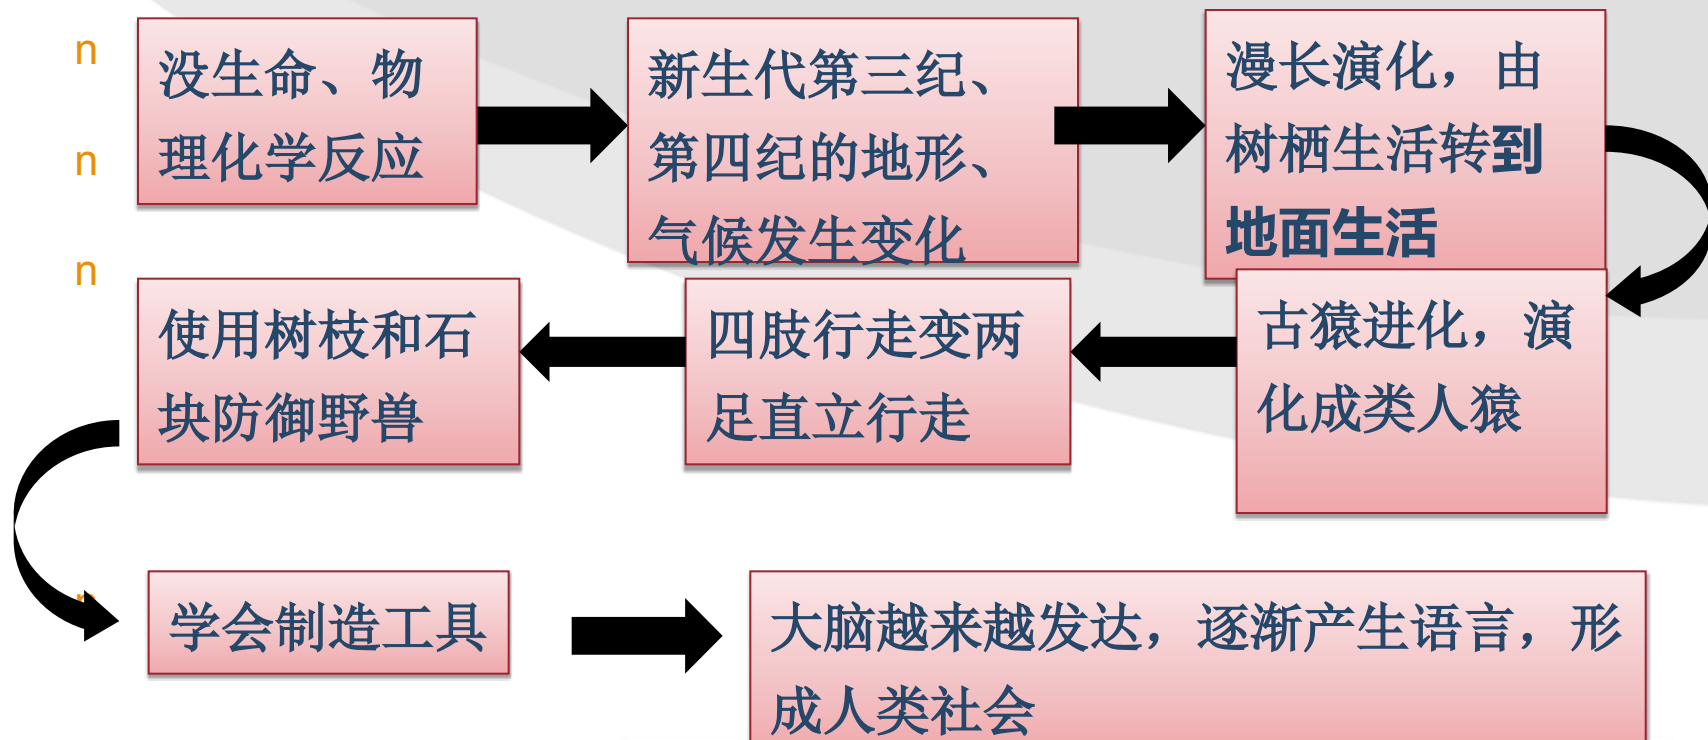 n
没生命、物
理化学反应
新生代第三纪、
第四纪的地形、
气候发生变化
漫长演化，由
树栖生活转到
地面生活
n
n
古猿进化，演
化成类人猿
四肢行走变两
足直立行走
使用树枝和石
块防御野兽
n
学会制造工具
大脑越来越发达，逐渐产生语言，形
成人类社会